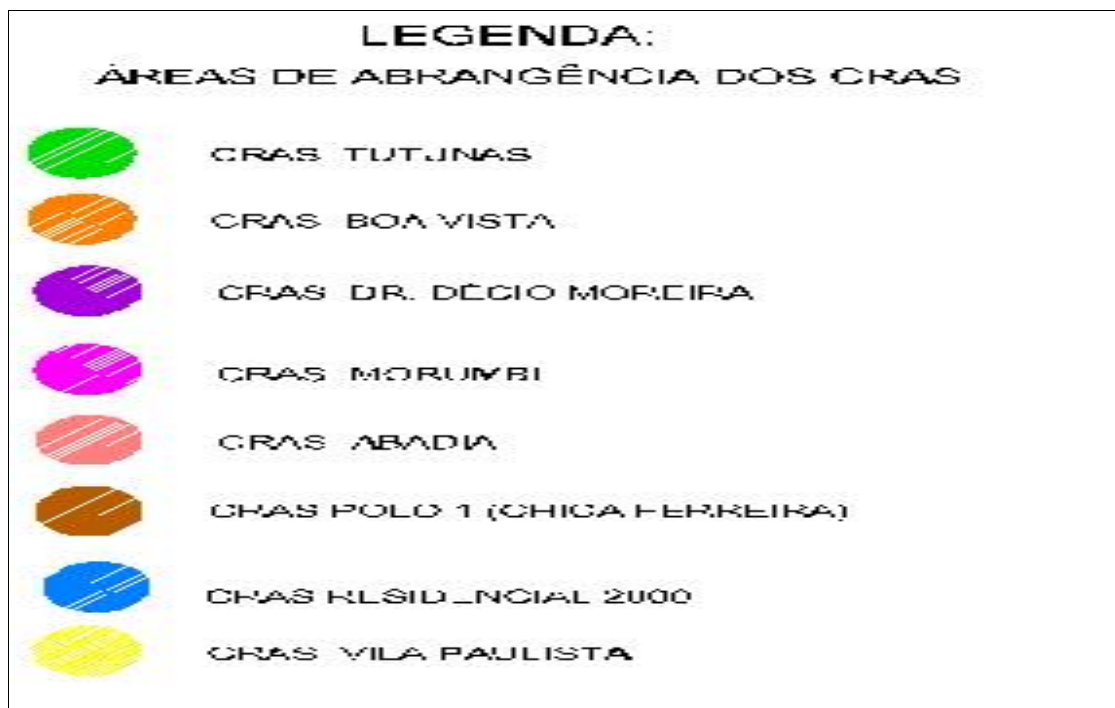 LEGENDA:
ÁREAS DE ABRANGÊNCIA DOS CRAS
CRAS TUTUNAS
CRAS BOA VISTA
CRAS DR. DÉCIO MOREIRA
CRAS MORUMBI
CRAS ABADIA
CRAS POLO 1 (CHICA FERREIRA)
CRAS RESIDENCIAL 2000
CRAS VILA PAULISTA